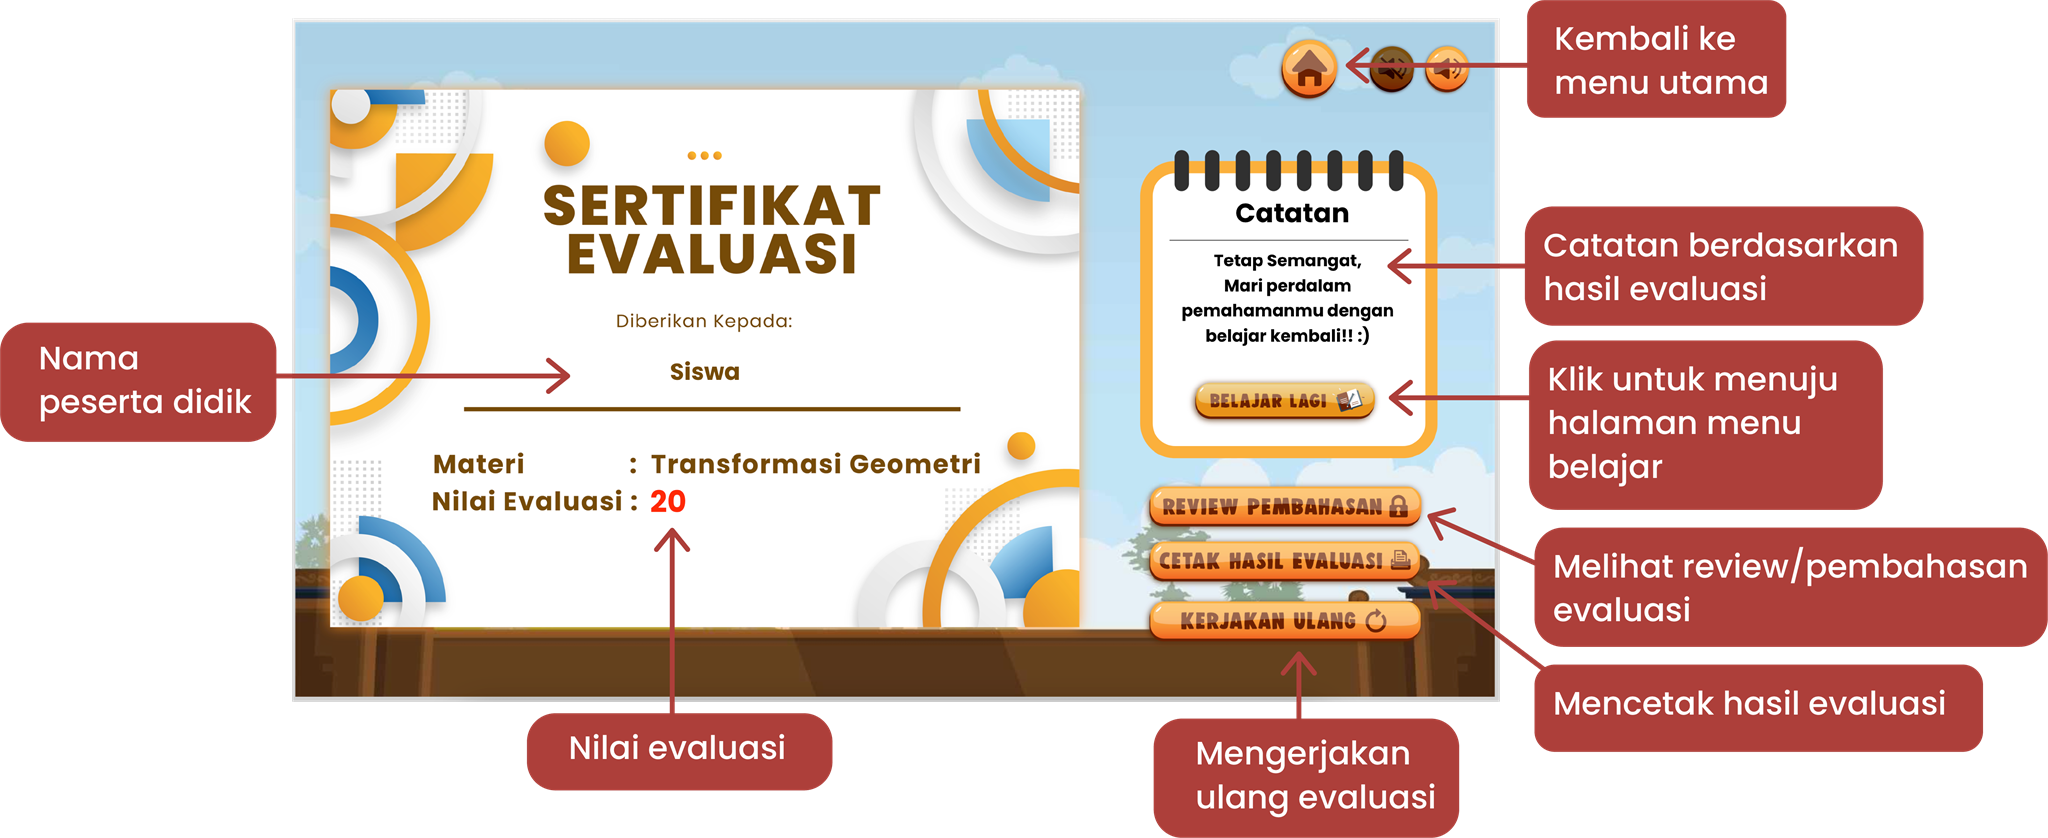 Kembali ke
menu utama
SERTIFIKAT
EVALUASI
Diberikan Kepada:
Siswa
Materi : Transformasi Geometri
Nilai Evaluasi : 20
Catatan
Tetap Semangat,
Mari perdalam
pemahamanmu dengan
belajar kembali!! :)
BELAJAR LAGI
REVIEW PEMBAHASAN
CETAK HASIL EVALUASI
KERJAKAN ULANG
Nama
peserta didik
Catatan berdasarkan
hasil evaluasi
Klik untuk menuju
halaman menu
belajar
Melihat review/pembahasan
evaluasi
Mencetak hasil evaluasi
Nilai evaluasi
Mengerjakan
ulang evaluasi